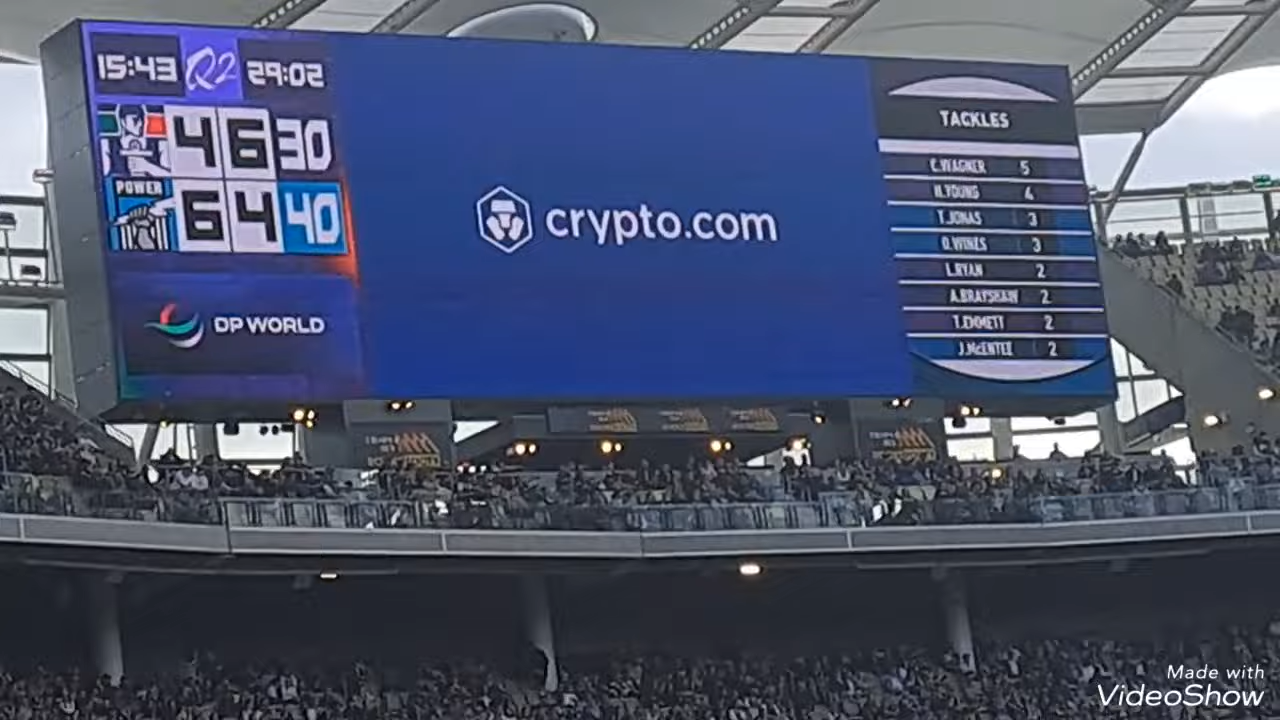 15:43 Q2 29:02
4 6 30
POWER
6 4 40
DP WORLD
crypto.com
TACKLES
C.WAGNER 5
H.YOUNG 4
T.JONAS 3
O.WINES 3
L.RYAN 2
A.BRAYSHAW 2
T.EMMETT 2
J.McENTEE 2
Made with
VideoShow